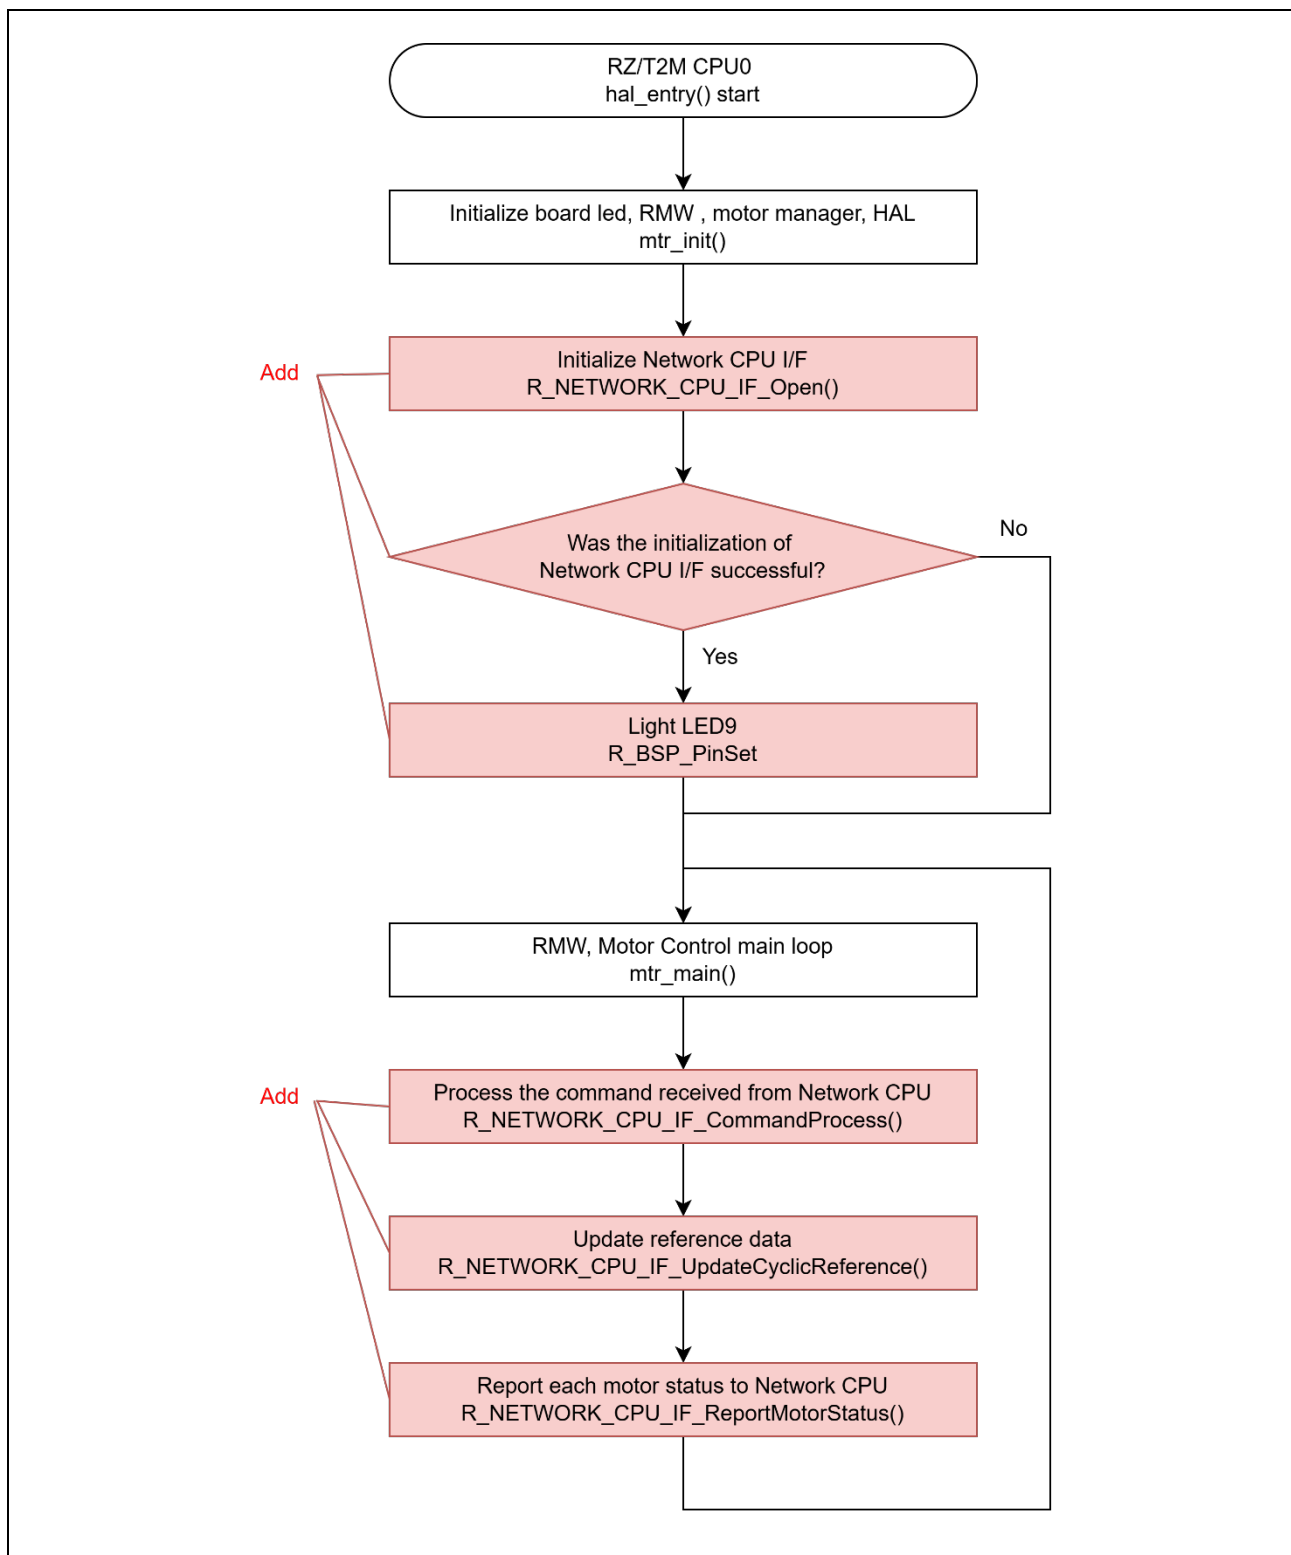 RZ/T2M CPU0
hal_entry() start
Initialize board led, RMW , motor manager, HAL
mtr_init()
Add
Initialize Network CPU I/F
R_NETWORK_CPU_IF_Open()
Was the initialization of
Network CPU I/F successful?
No
Yes
Light LED9
R_BSP_PinSet
RMW, Motor Control main loop
mtr_main()
Add
Process the command received from Network CPU
R_NETWORK_CPU_IF_CommandProcess()
Update reference data
R_NETWORK_CPU_IF_UpdateCyclicReference()
Report each motor status to Network CPU
R_NETWORK_CPU_IF_ReportMotorStatus()